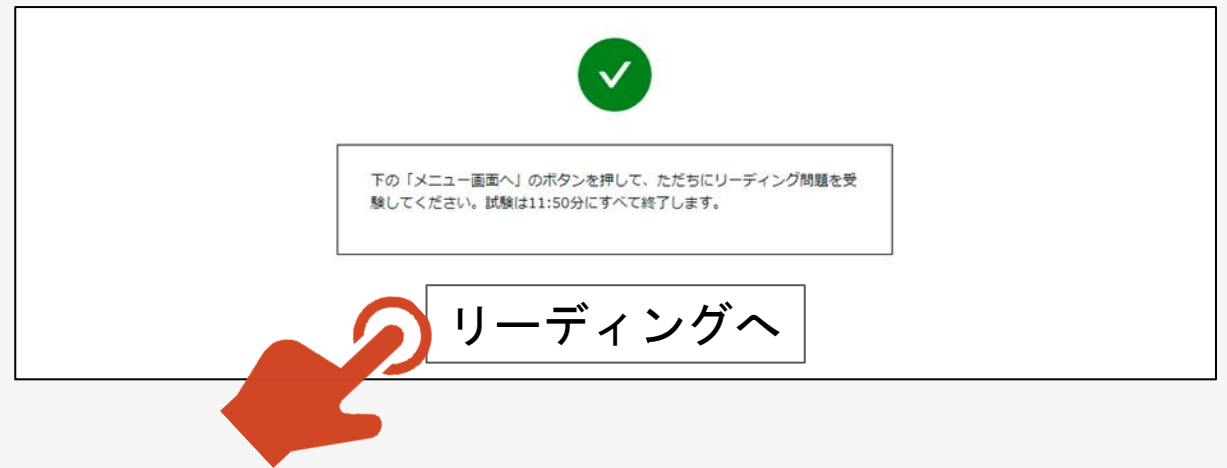 下の「メニュー画面へ」のボタンを押して、ただちにリーディング問題を受
験してください。試験は11:50分にすべて終了します。
リーディングへ